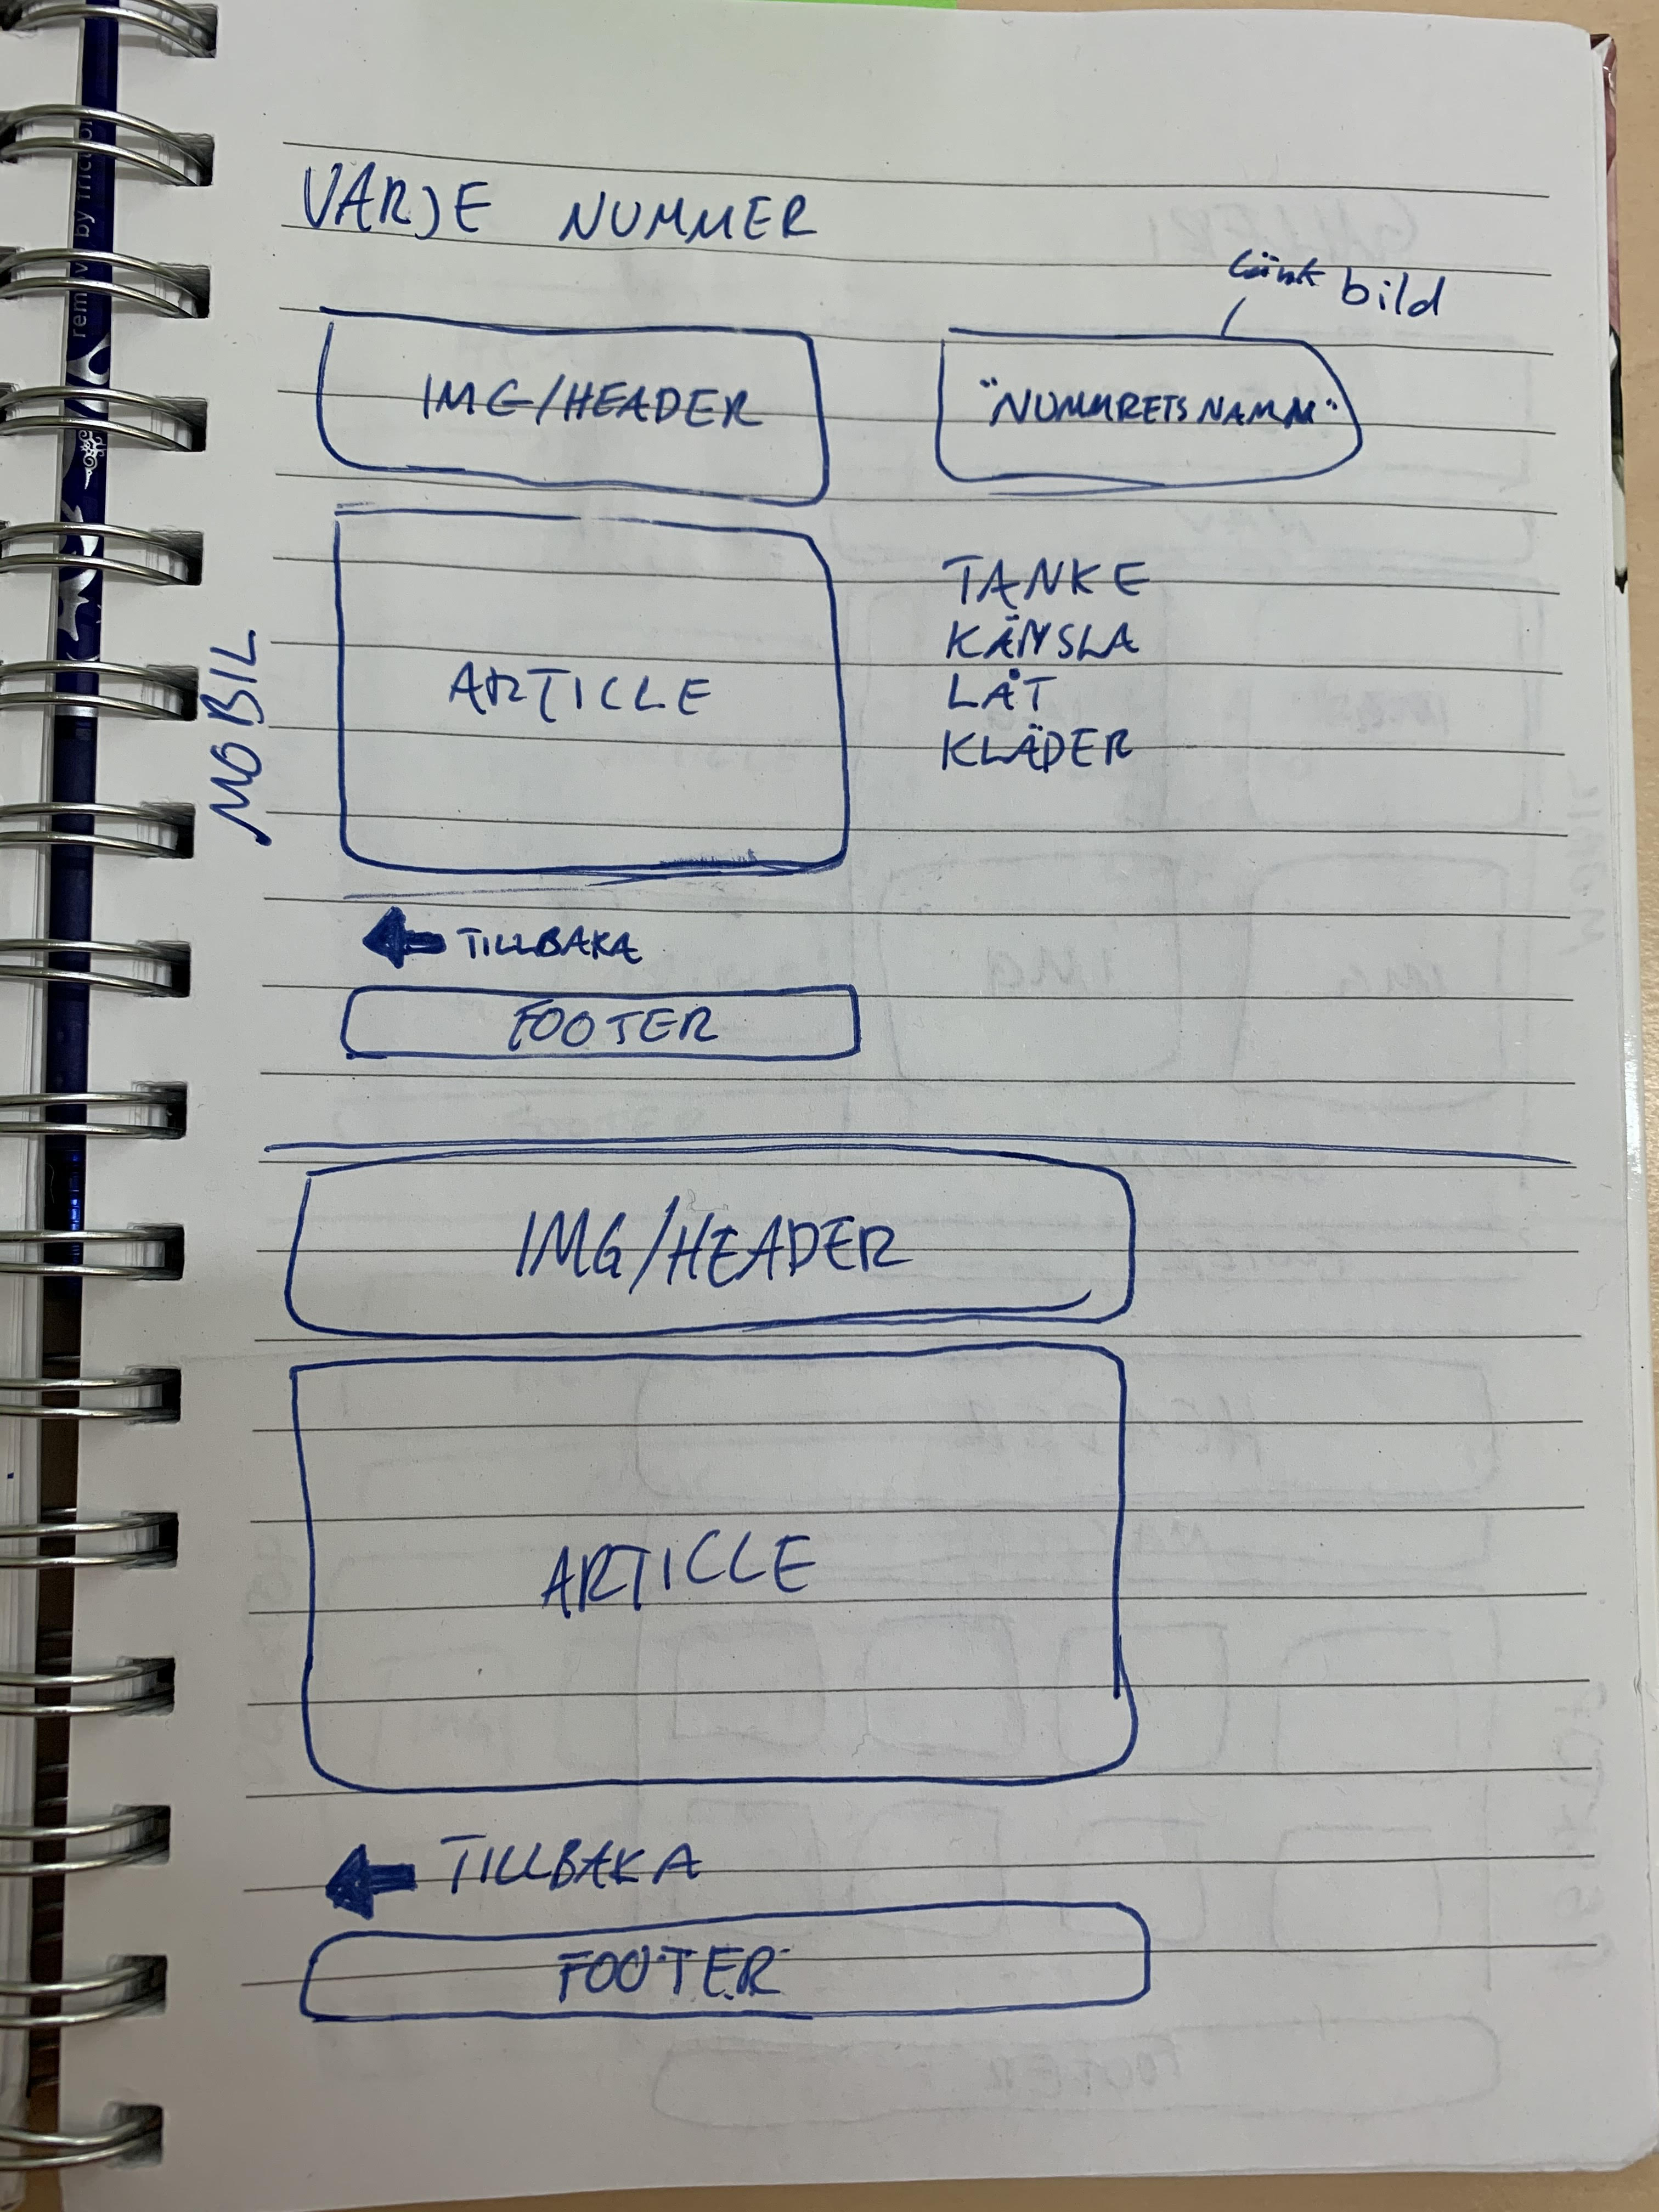 VARJE NUMMER
länk bild
IMG/HEADER
"NUMMRETS NAMN"
ARTICLE
TANKE
KÄNSLA
LÅT
KLÄDER
MOBIL
TILLBAKA
FOOTER
IMG/HEADER
ARTICLE
TILLBAKA
FOOTER